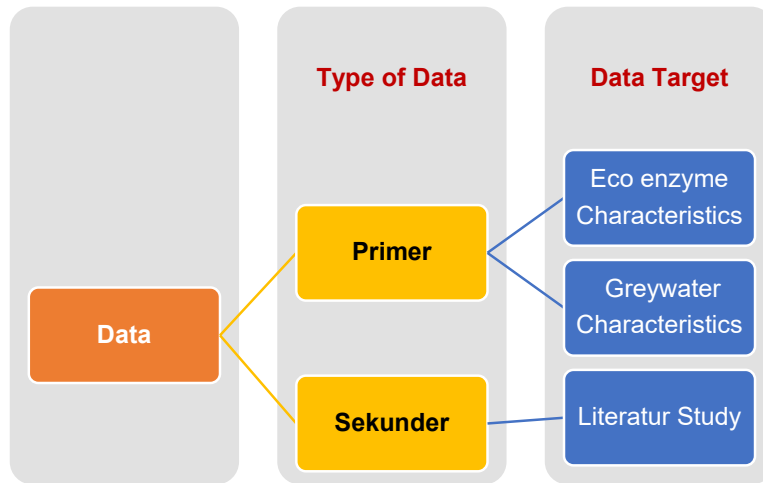 Type of Data
Data Target
Eco enzyme
Characteristics
Primer
Greywater
Characteristics
Data
Sekunder
Literatur Study